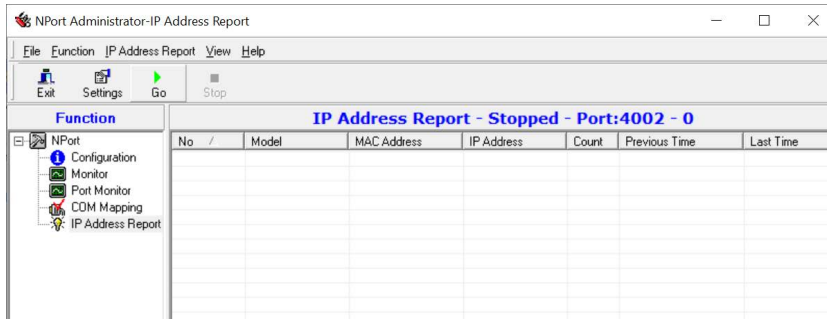 NPort Administrator-IP Address Report
File Function IP Address Report View Help
Exit Settings Go Stop
Function
IP Address Report - Stopped - Port:4002 - 0
NPort
Configuration
Monitor
Port Monitor
COM Mapping
IP Address Report
No / Model MAC Address IP Address Count Previous Time Last Time